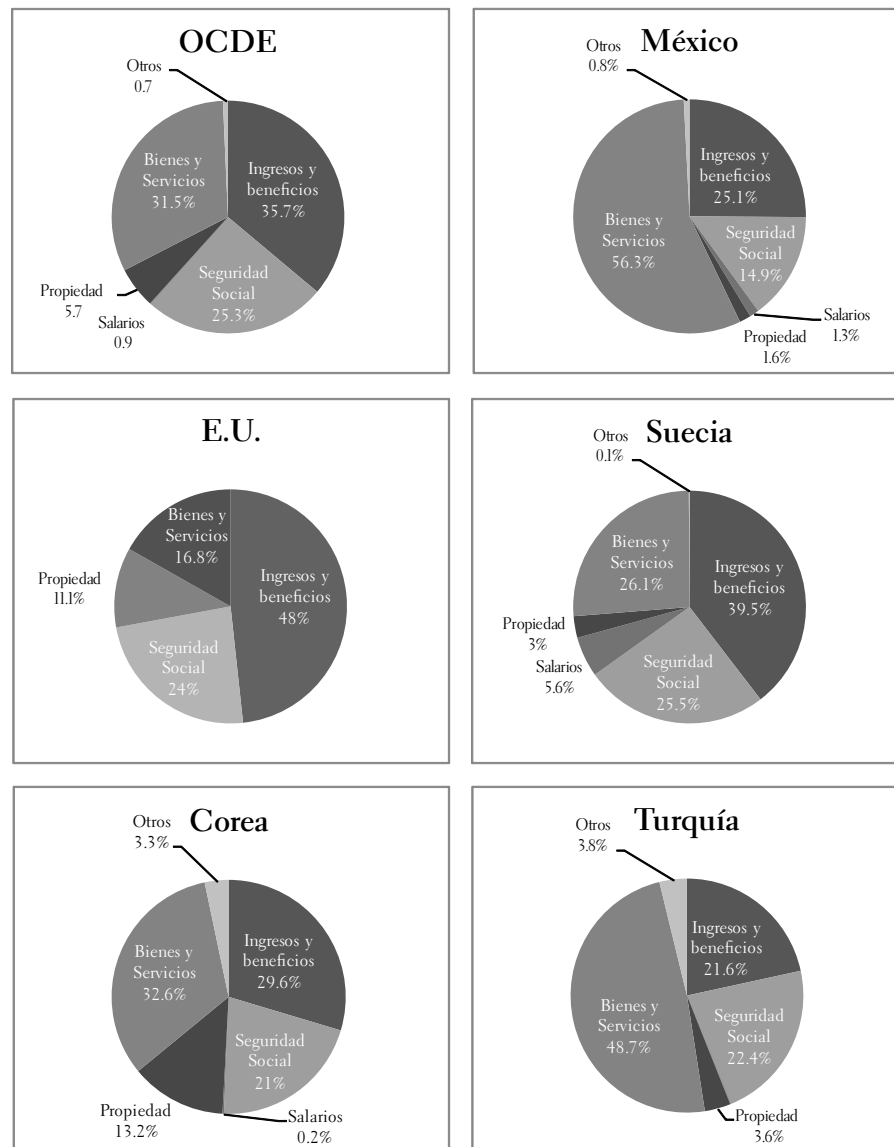 OCDE
Otros
0.7
Ingresos y
beneficios
35.7%
Bienes y
Servicios
31.5%
Seguridad
Social
25.3%
Propiedad
5.7
Salarios
0.9
México
Otros
0.8%
Ingresos y
beneficios
25.1%
Bienes y
Servicios
56.3%
Seguridad
Social
14.9%
Salarios
1.3%
Propiedad
1.6%
E.U.
Bienes y
Servicios
16.8%
Ingresos y
beneficios
48%
Propiedad
11.1%
Seguridad
Social
24%
Suecia
Otros
0.1%
Bienes y
Servicios
26.1%
Ingresos y
beneficios
39.5%
Propiedad
3%
Salarios
5.6%
Seguridad
Social
25.5%
Corea
Otros
3.3%
Ingresos y
beneficios
29.6%
Bienes y
Servicios
32.6%
Seguridad
Social
21%
Propiedad
13.2%
Salarios
0.2%
Turquía
Otros
3.8%
Ingresos y
beneficios
21.6%
Bienes y
Servicios
48.7%
Seguridad
Social
22.4%
Propiedad
3.6%